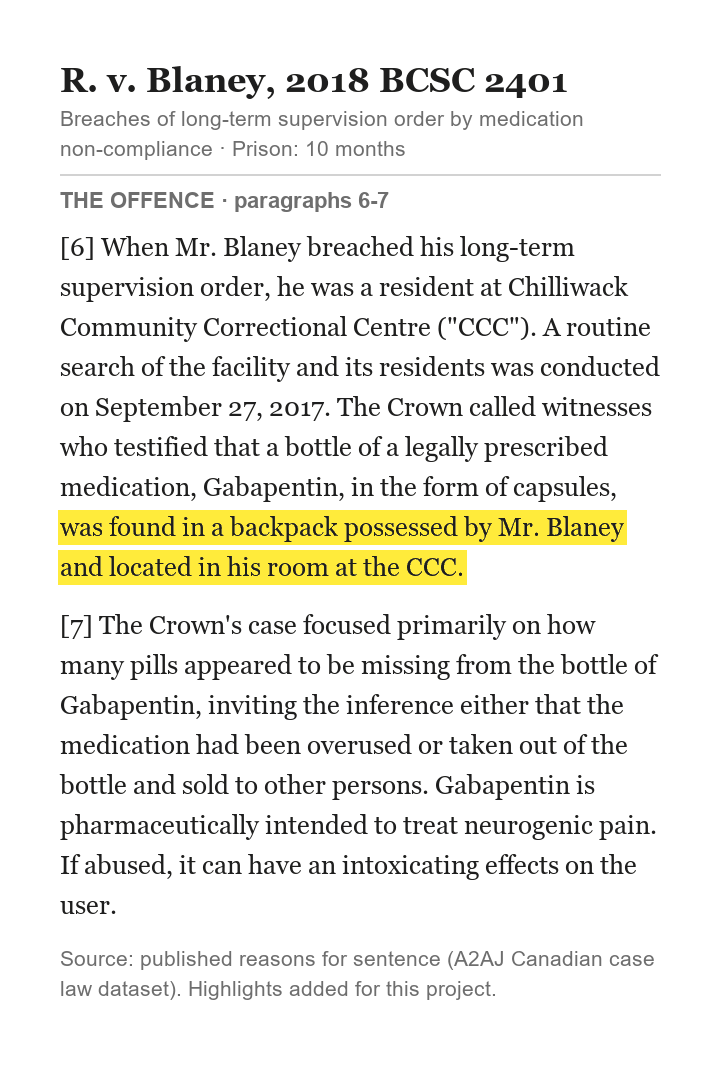 R. v. Blaney, 2018 BCSC 2401
Breaches of long-term supervision order by medication
non-compliance · Prison: 10 months
THE OFFENCE · paragraphs 6-7
[6] When Mr. Blaney breached his long-term
supervision order, he was a resident at Chilliwack
Community Correctional Centre ("CCC"). A routine
search of the facility and its residents was conducted
on September 27, 2017. The Crown called witnesses
who testified that a bottle of a legally prescribed
medication, Gabapentin, in the form of capsules,
was found in a backpack possessed by Mr. Blaney
and located in his room at the CCC.
[7] The Crown's case focused primarily on how
many pills appeared to be missing from the bottle of
Gabapentin, inviting the inference either that the
medication had been overused or taken out of the
bottle and sold to other persons. Gabapentin is
pharmaceutically intended to treat neurogenic pain.
If abused, it can have an intoxicating effects on the
user.
Source: published reasons for sentence (A2AJ Canadian case
law dataset). Highlights added for this project.